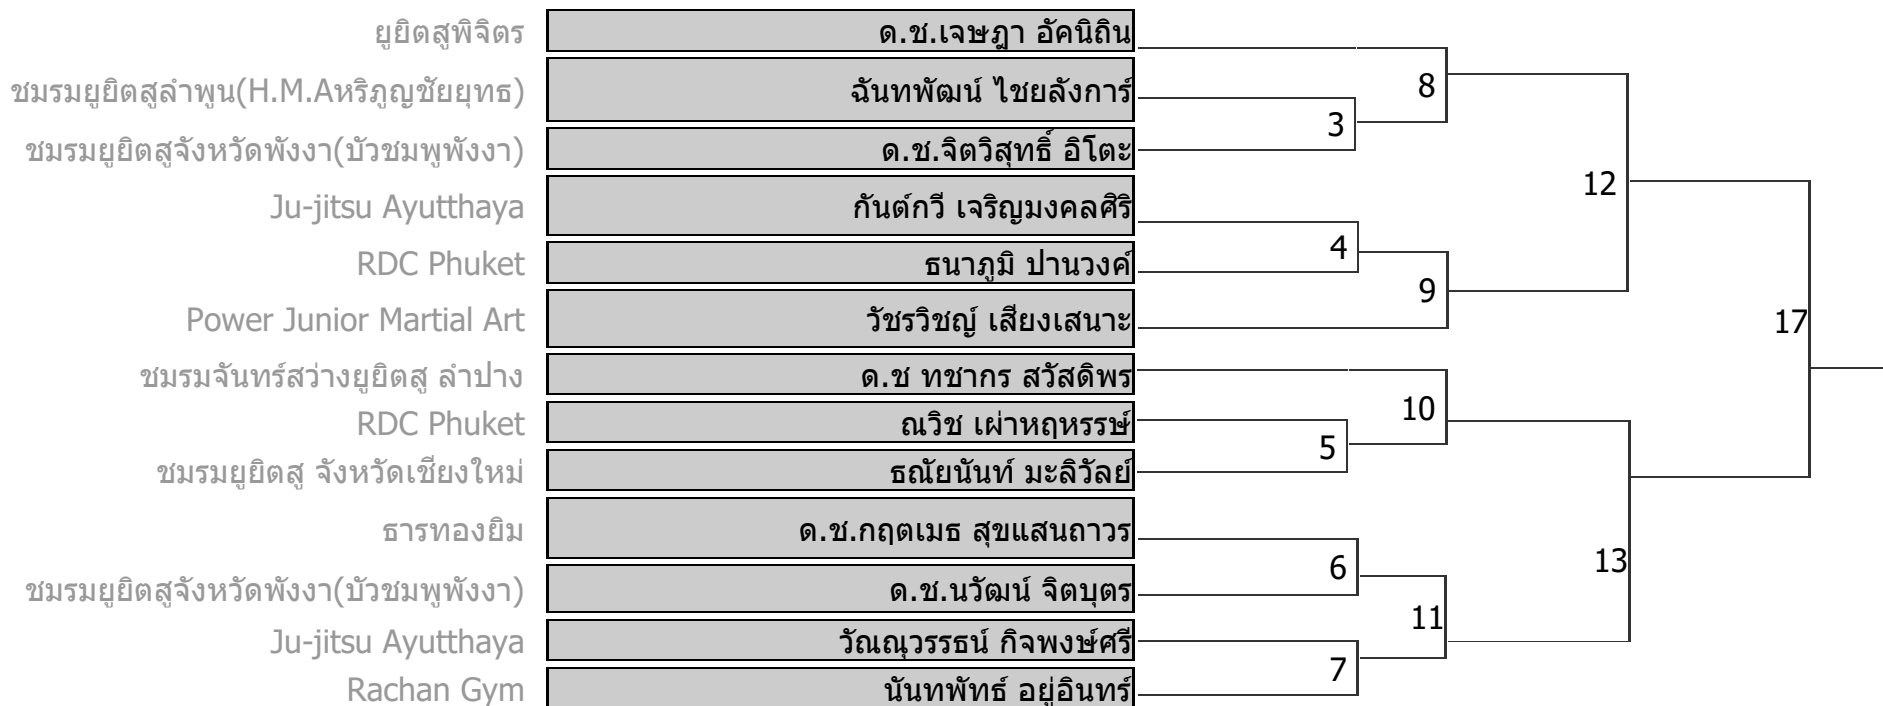 ยูยิตสูพิจิตร ด.ช.เจษฎา อัคนิถิน
ชมรมยูยิตสูลำพูน(H.M.Aหริภูญชัยยุทธ) ฉันทพัฒน์ ไชยลังการ์
8
3
ชมรมยูยิตสูจังหวัดพังงา(บัวชมพูพังงา) ด.ช.จิตวิสุทธิ์ อิโตะ
12
Ju-jitsu Ayutthaya กันต์กวี เจริญมงคลศิริ
4
RDC Phuket ธนาภูมิ ปานวงค์
9
Power Junior Martial Art วัชรวิชญ์ เสียงเสนาะ
17
ชมรมจันทร์สว่างยูยิตสู ลำปาง ด.ช ทชากร สวัสดิพร
10
RDC Phuket ณวิช เผ่าหฤหรรษ์
5
ชมรมยูยิตสู จังหวัดเชียงใหม่ ธณัยนันท์ มะลิวัลย์
ธารทองยิม ด.ช.กฤตเมธ สุขแสนถาวร
13
6
ชมรมยูยิตสูจังหวัดพังงา(บัวชมพูพังงา) ด.ช.นวัฒน์ จิตบุตร
11
Ju-jitsu Ayutthaya วัณณุวรรธน์ กิจพงษ์ศรี
7
Rachan Gym นันทพัทธ์ อยู่อินทร์